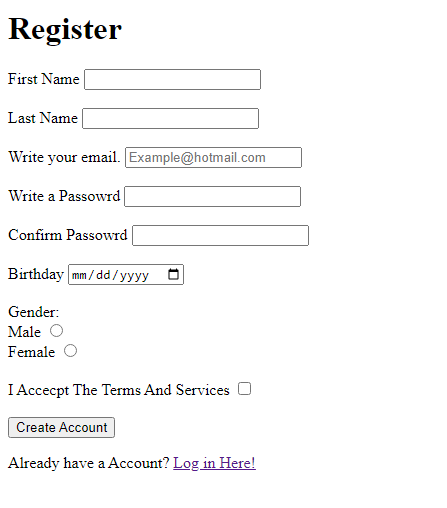 Register
First Name
Last Name
Write your email. Example@hotmail.com
Write a Passowrd
Confirm Passowrd
Birthday mm/dd/yyyy
Gender:
Male
Female
I Accecpt The Terms And Services
Create Account
Already have a Account? Log in Here!